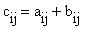 cᵢⱼ = aᵢⱼ + bᵢⱼ